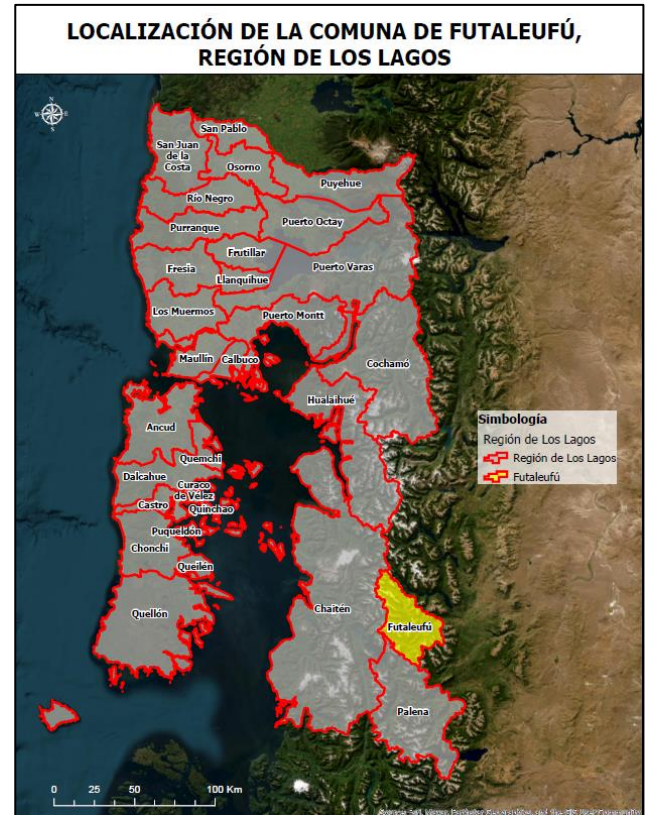 LOCALIZACIÓN DE LA COMUNA DE FUTALEUFÚ,
REGIÓN DE LOS LAGOS
N
W E
S
San Pablo
San Juan
de la
Costa
Osorno
Puyehue
Río Negro
Puerto Octay
Purranque
Frutillar
Fresia
Puerto Varas
Llanquihue
Los Muermos
Puerto Montt
Maullín
Calbuco
Cochamó
Hualaihué
Simbología
Región de Los Lagos
Región de Los Lagos
Futaleufú
Ancud
Quemchi
Dalcahue
Curaco
de Velez
Castro
Quinchao
Puqueldón
Chonchi
Queilén
Quellón
Chaitén
Futaleufú
Palena
0 25 50 100 Km